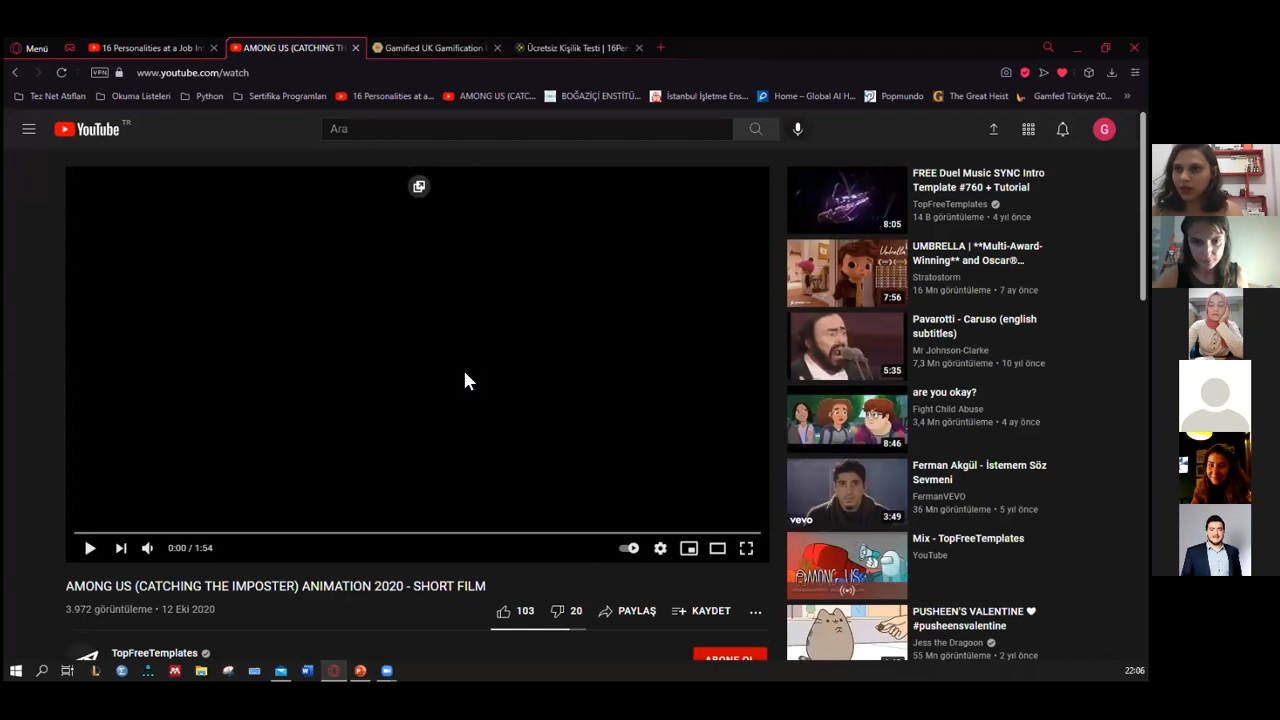 Menü
16 Personalities at a Job In
AMONG US (CATCHING TH
Gamified UK Gamification
Ücretsiz Kişilik Testi | 16Per
VPN
www.youtube.com/watch
Tez Net Atıfları
Okuma Listeleri
Python
Sertifika Programları
16 Personalities at a...
AMONG US (CATC...
BOĞAZİÇİ ENSTİTÜ...
İstanbul İşletme Ens...
Home – Global AI H...
Popmundo
The Great Heist
Gamfed Türkiye 20...
YouTube TR
Ara
G
FREE Duel Music SYNC Intro
Template #760 + Tutorial
TopFreeTemplates
14 B görüntüleme • 4 yıl önce
8:05
UMBRELLA | **Multi-Award-
Winning** and Oscar®...
Stratostorm
16 Mn görüntüleme • 7 ay önce
Umbrella
7:56
Pavarotti - Caruso (english
subtitles)
Mr Johnson-Clarke
7,3 Mn görüntüleme • 10 yıl önce
5:35
are you okay?
Fight Child Abuse
3,4 Mn görüntüleme • 4 ay önce
8:46
Ferman Akgül - İstemem Söz
Sevmeni
FermanVEVO
36 Mn görüntüleme • 5 yıl önce
vevo
3:49
Mix - TopFreeTemplates
YouTube
AMONG US
PUSHEEN'S VALENTINE
#pusheensvalentine
Jess the Dragoon
55 Mn görüntüleme • 2 yıl önce
0:00 / 1:54
AMONG US (CATCHING THE IMPOSTER) ANIMATION 2020 - SHORT FILM
3.972 görüntüleme • 12 Eki 2020
103
20
PAYLAŞ
KAYDET
TopFreeTemplates
ABONE OL
22:06